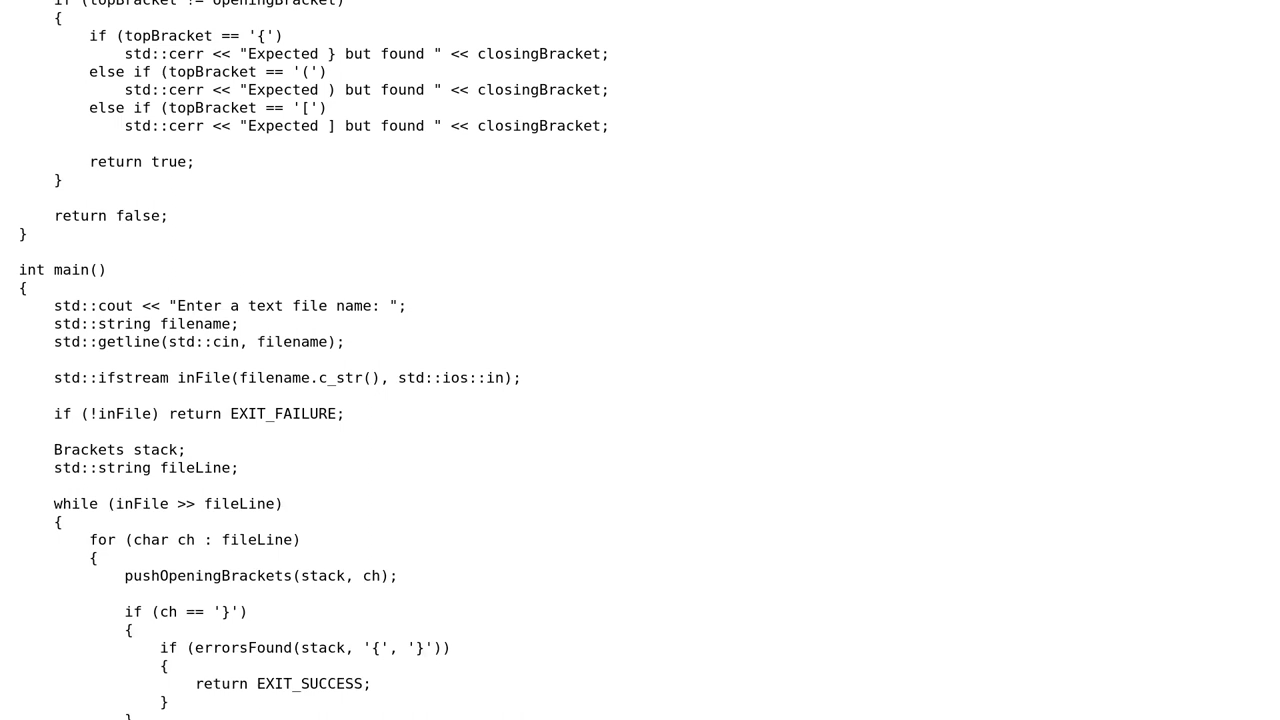 if (topBracket != openingBracket)
    {
        if (topBracket == '{')
            std::cerr << "Expected } but found " << closingBracket;
        else if (topBracket == '(')
            std::cerr << "Expected ) but found " << closingBracket;
        else if (topBracket == '[')
            std::cerr << "Expected ] but found " << closingBracket;

        return true;
    }

    return false;
}

int main()
{
    std::cout << "Enter a text file name: ";
    std::string filename;
    std::getline(std::cin, filename);

    std::ifstream inFile(filename.c_str(), std::ios::in);

    if (!inFile) return EXIT_FAILURE;

    Brackets stack;
    std::string fileLine;

    while (inFile >> fileLine)
    {
        for (char ch : fileLine)
        {
            pushOpeningBrackets(stack, ch);

            if (ch == '}')
            {
                if (errorsFound(stack, '{', '}'))
                {
                    return EXIT_SUCCESS;
                }
            }